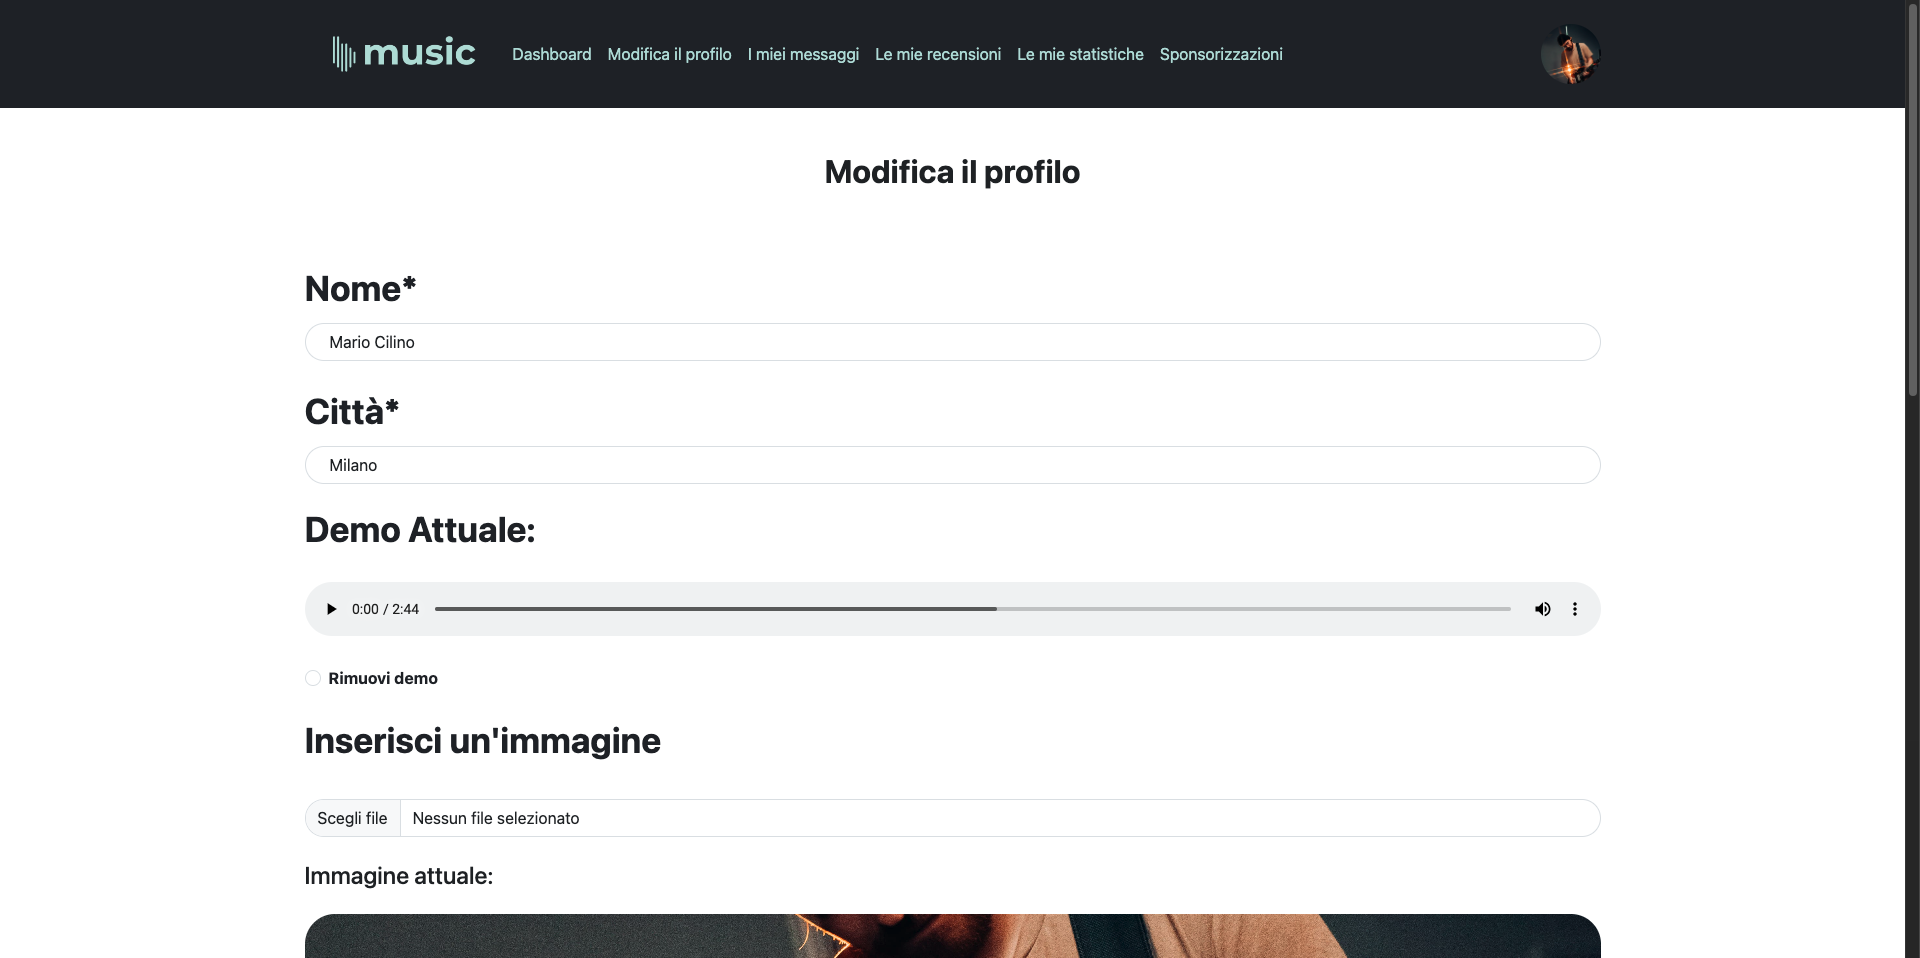 music
Dashboard Modifica il profilo I miei messaggi Le mie recensioni Le mie statistiche Sponsorizzazioni
Modifica il profilo
Nome*
Mario Cilino
Città*
Milano
Demo Attuale:
0:00 / 2:44
Rimuovi demo
Inserisci un'immagine
Scegli file Nessun file selezionato
Immagine attuale: